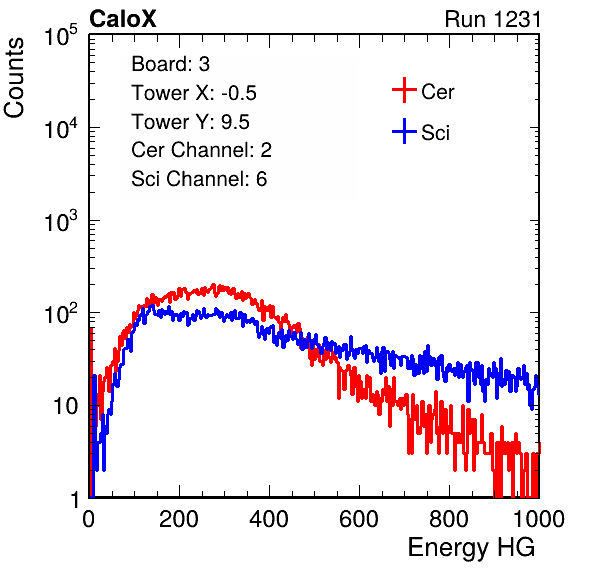 CaloX Run 1231
Counts
Board: 3
Tower X: -0.5
Tower Y: 9.5
Cer Channel: 2
Sci Channel: 6
Cer
Sci
10^5
10^4
10^3
10^2
10
1
0 200 400 600 800 1000
Energy HG